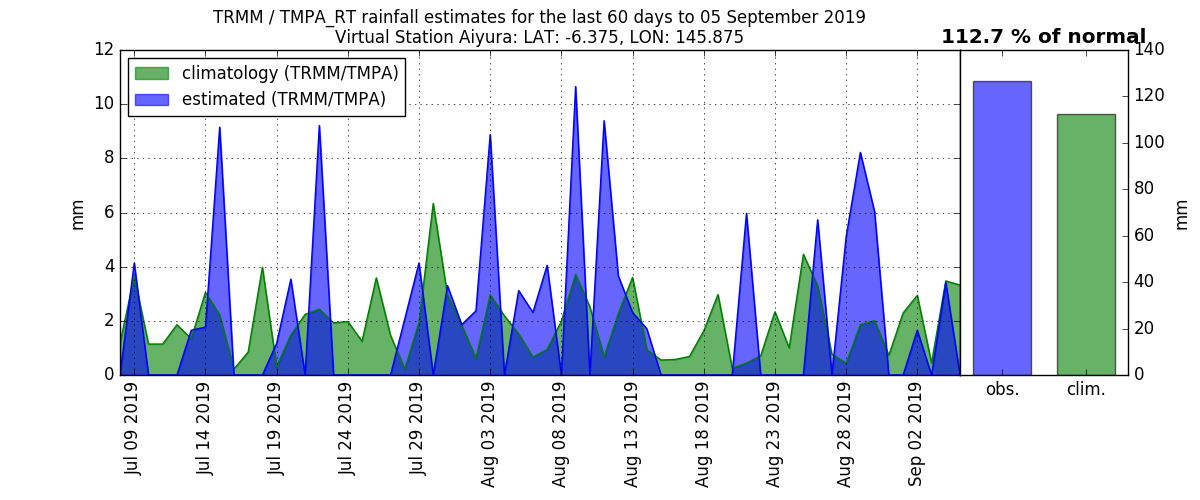 TRMM / TMPA_RT rainfall estimates for the last 60 days to 05 September 2019
Virtual Station Aiyura: LAT: -6.375, LON: 145.875
112.7 % of normal
climatology (TRMM/TMPA)
estimated (TRMM/TMPA)
mm
12
10
8
6
4
2
0
Jul 09 2019
Jul 14 2019
Jul 19 2019
Jul 24 2019
Jul 29 2019
Aug 03 2019
Aug 08 2019
Aug 13 2019
Aug 18 2019
Aug 23 2019
Aug 28 2019
Sep 02 2019
obs.
clim.
140
120
100
80
60
40
20
0
mm